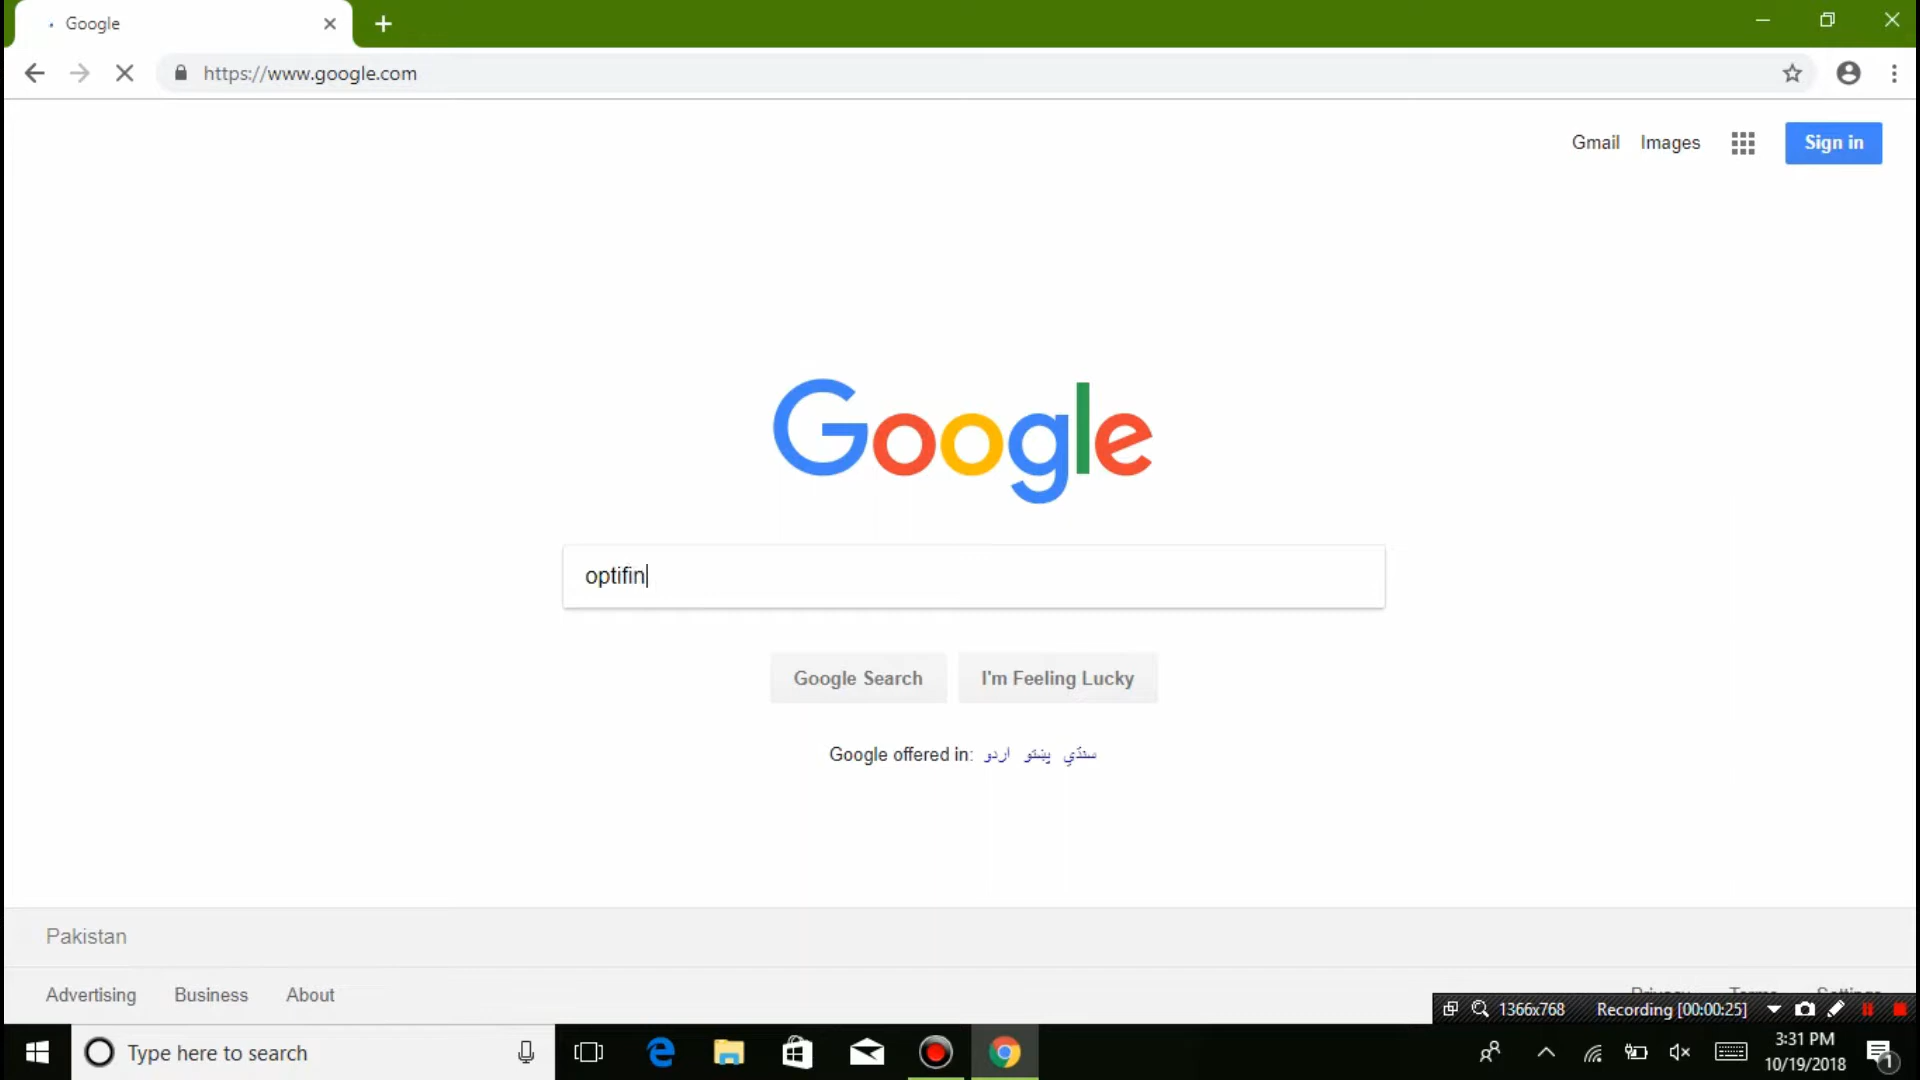 Google
https://www.google.com
Gmail Images Sign in
Google
optifin
Google Search I'm Feeling Lucky
Google offered in: اردو پښتو سنڌي
Pakistan
Advertising Business About
1366x768 Recording [00:00:25]
Type here to search
3:31 PM
10/19/2018
1